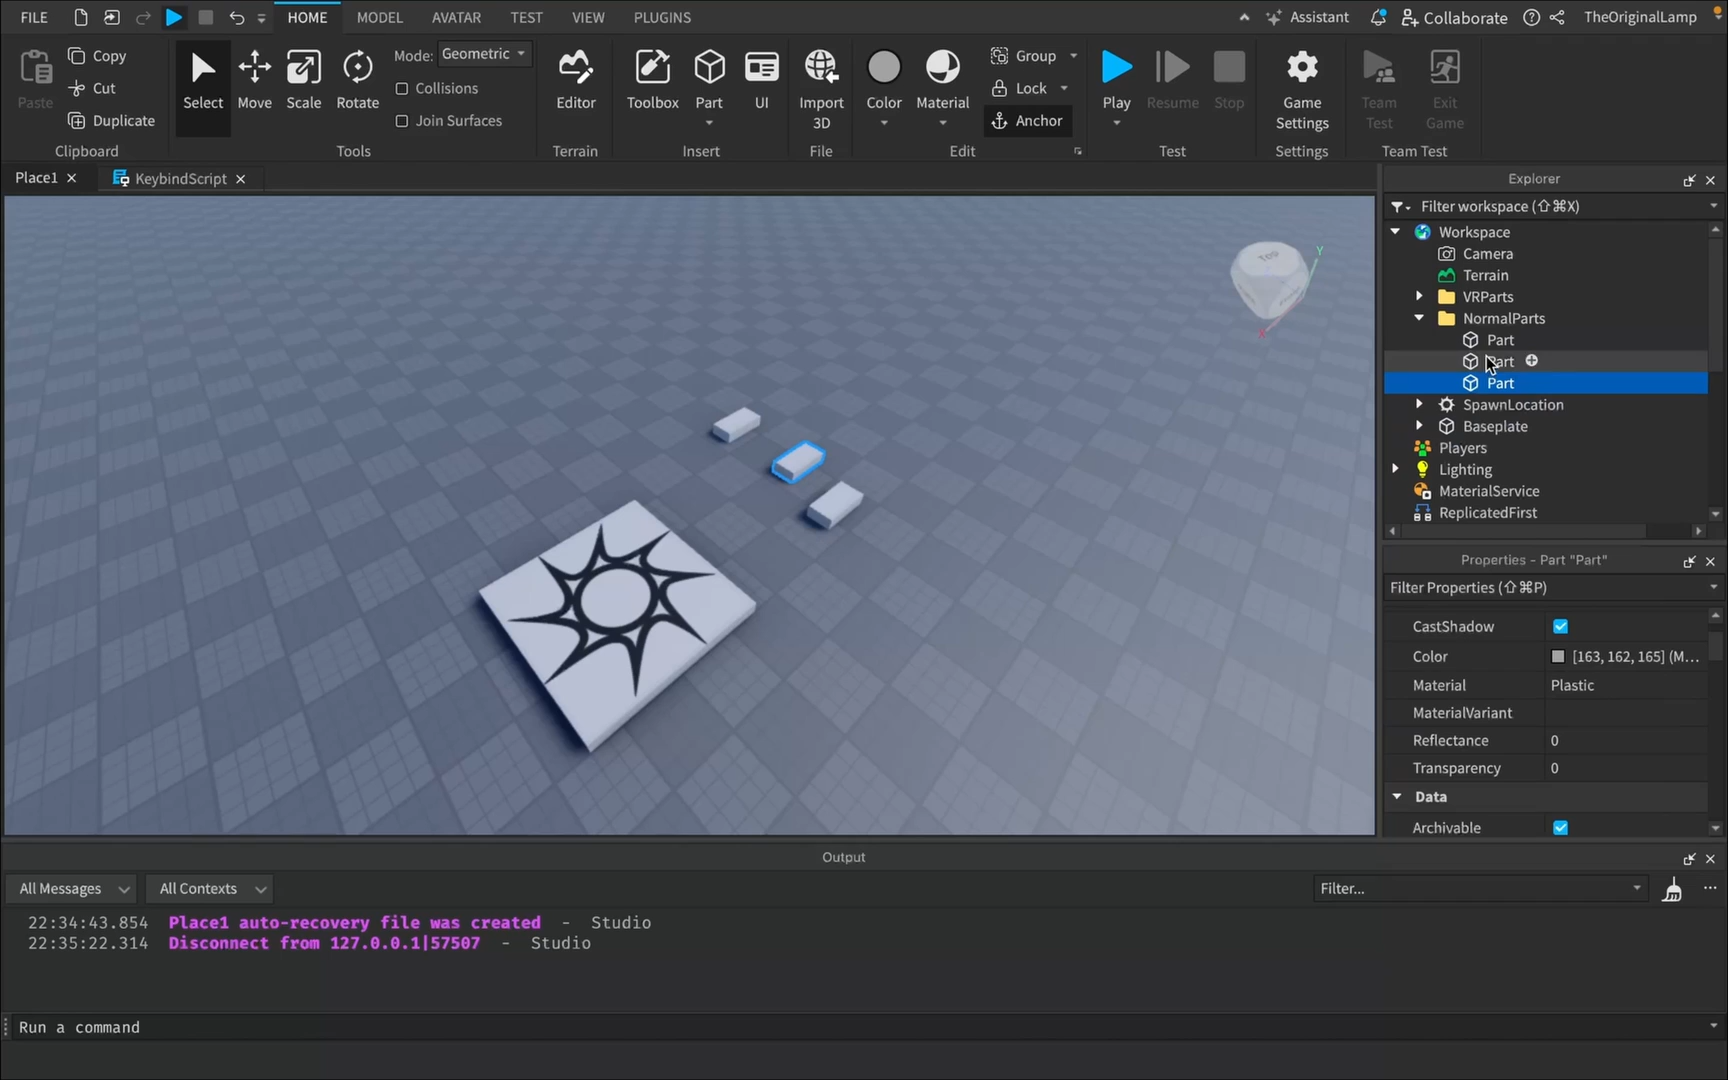 FILE
HOME
MODEL
AVATAR
TEST
VIEW
PLUGINS
Assistant
Collaborate
TheOriginalLamp
Paste
Copy
Cut
Duplicate
Clipboard
Select
Move
Scale
Rotate
Mode: Geometric
Collisions
Join Surfaces
Tools
Editor
Terrain
Toolbox
Part
UI
Insert
Import
3D
File
Color
Material
Group
Lock
Anchor
Edit
Play
Resume
Stop
Test
Game
Settings
Settings
Team
Test
Exit
Game
Team Test
Place1
KeybindScript
Top
Y
X
Explorer
Filter workspace (⇧⌘X)
Workspace
Camera
Terrain
VRParts
NormalParts
Part
Part
Part
SpawnLocation
Baseplate
Players
Lighting
MaterialService
ReplicatedFirst
Properties - Part "Part"
Filter Properties (⇧⌘P)
CastShadow
Color [163, 162, 165] (M...
Material Plastic
MaterialVariant
Reflectance 0
Transparency 0
Data
Archivable
Output
All Messages
All Contexts
Filter...
22:34:43.854 Place1 auto-recovery file was created - Studio
22:35:22.314 Disconnect from 127.0.0.1|57507 - Studio
Run a command